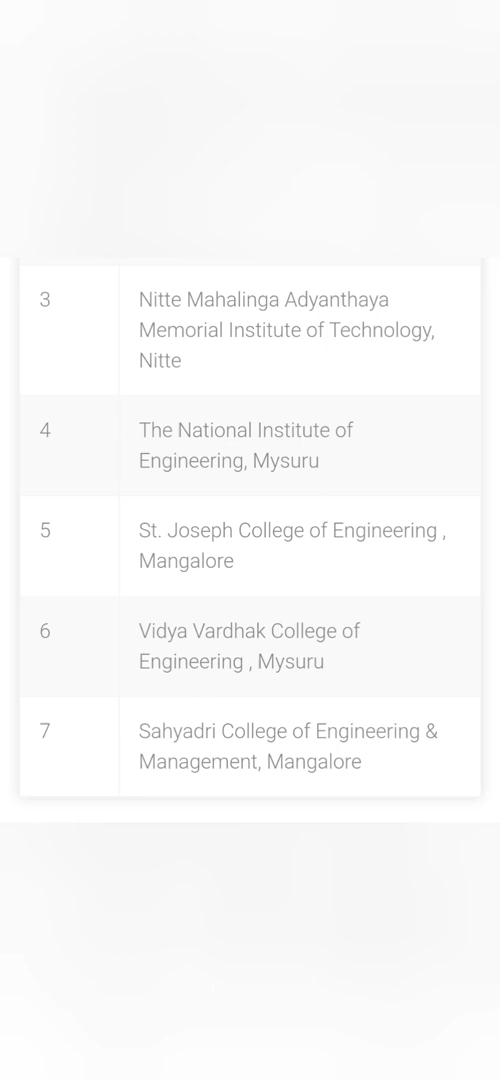 3
Nitte Mahalinga Adyanthaya
Memorial Institute of Technology,
Nitte
4
The National Institute of
Engineering, Mysuru
5
St. Joseph College of Engineering ,
Mangalore
6
Vidya Vardhak College of
Engineering , Mysuru
7
Sahyadri College of Engineering &
Management, Mangalore